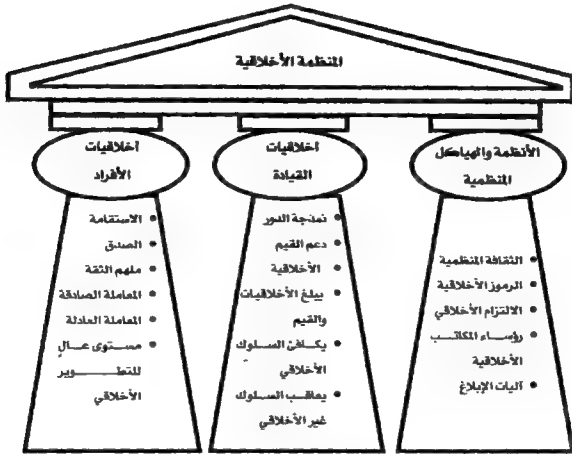 المنظمة الأخلاقية
الأنظمة والهياكل
المنظمية
• الثقافة المنظمية
• الرموز الأخلاقية
• الالتزام الأخلاقي
• رؤساء المكاتب
الأخلاقية
• آليات الإبلاغ
أخلاقيات
القيادة
• نمذجة الدور
• دعم القيم
• الأخلاقية
• يبلغ الأخلاقيات
والقيم
• يكافئ السلوك
الأخلاقي
• يعاقب السلوك
غير الأخلاقي
أخلاقيات
الأفراد
• الاستقامة
• الصدق
• ملهم الثقة
• المعاملة الصادقة
• المعاملة العادلة
• مستوى عالٍ
للتطوير
الأخلاقي